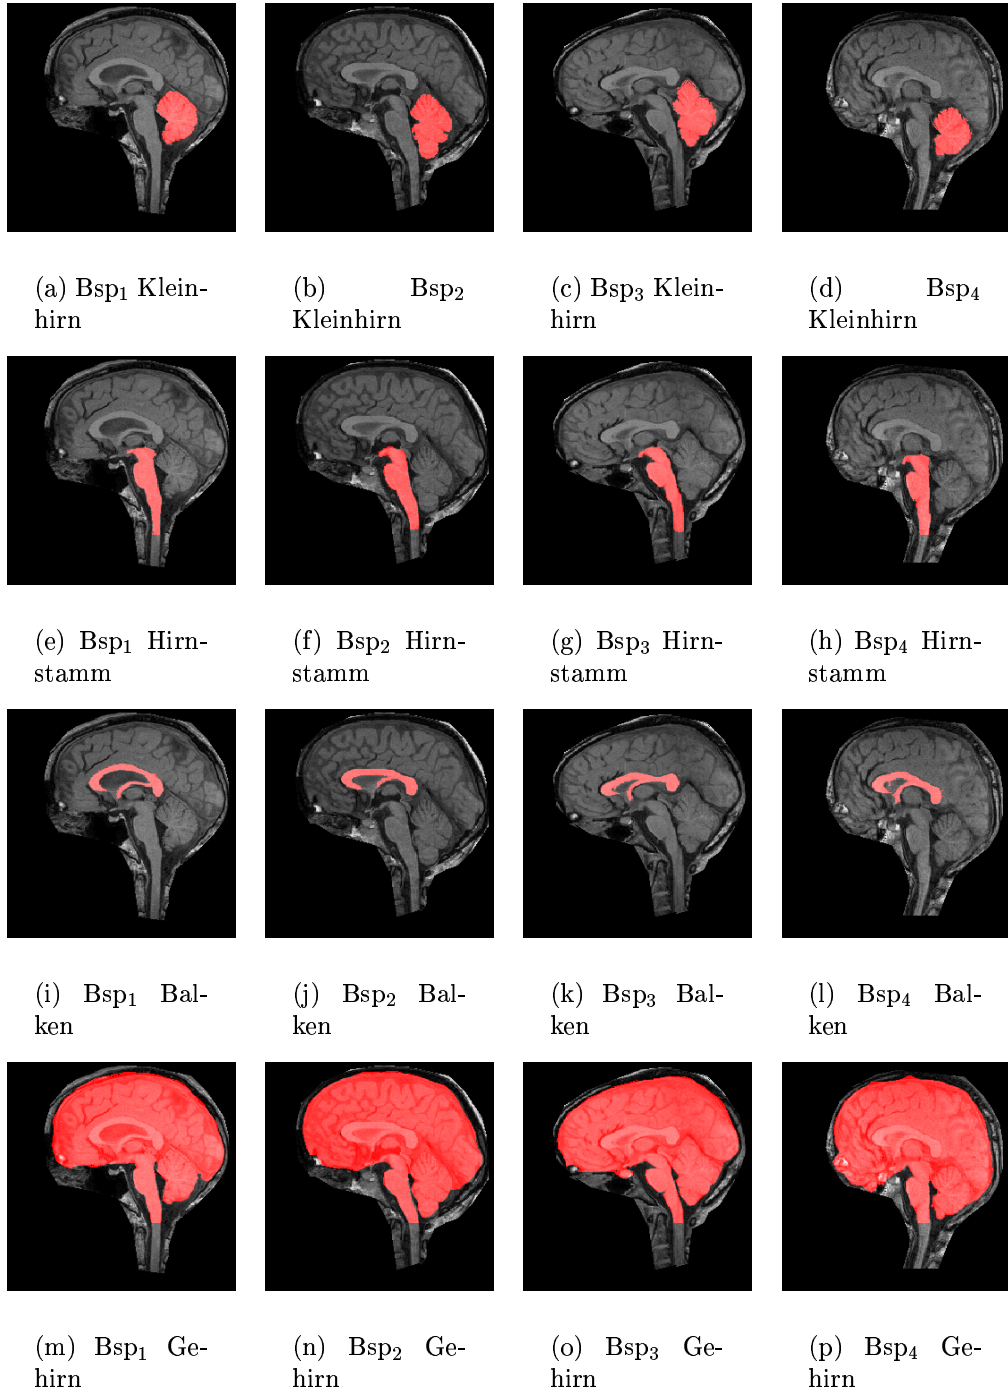 (a) Bsp₁ Klein-
hirn
(b) Bsp₂
Kleinhirn
(c) Bsp₃ Klein-
hirn
(d) Bsp₄
Kleinhirn
(e) Bsp₁ Hirn-
stamm
(f) Bsp₂ Hirn-
stamm
(g) Bsp₃ Hirn-
stamm
(h) Bsp₄ Hirn-
stamm
(i) Bsp₁ Bal-
ken
(j) Bsp₂ Bal-
ken
(k) Bsp₃ Bal-
ken
(l) Bsp₄ Bal-
ken
(m) Bsp₁ Ge-
hirn
(n) Bsp₂ Ge-
hirn
(o) Bsp₃ Ge-
hirn
(p) Bsp₄ Ge-
hirn